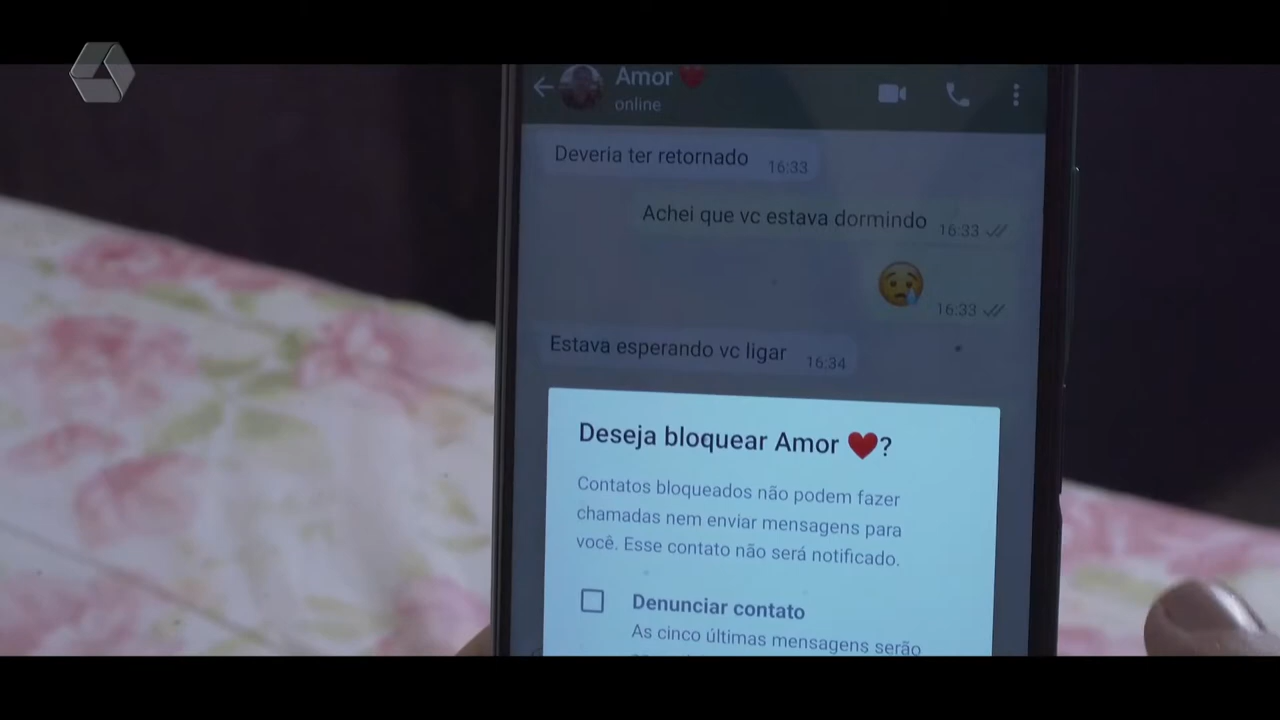 Amor ❤️
online
Deveria ter retornado 16:33
Achei que vc estava dormindo 16:33
😢 16:33
Estava esperando vc ligar 16:34
Deseja bloquear Amor ❤️?
Contatos bloqueados não podem fazer
chamadas nem enviar mensagens para
você. Esse contato não será notificado.
Denunciar contato
As cinco últimas mensagens serão